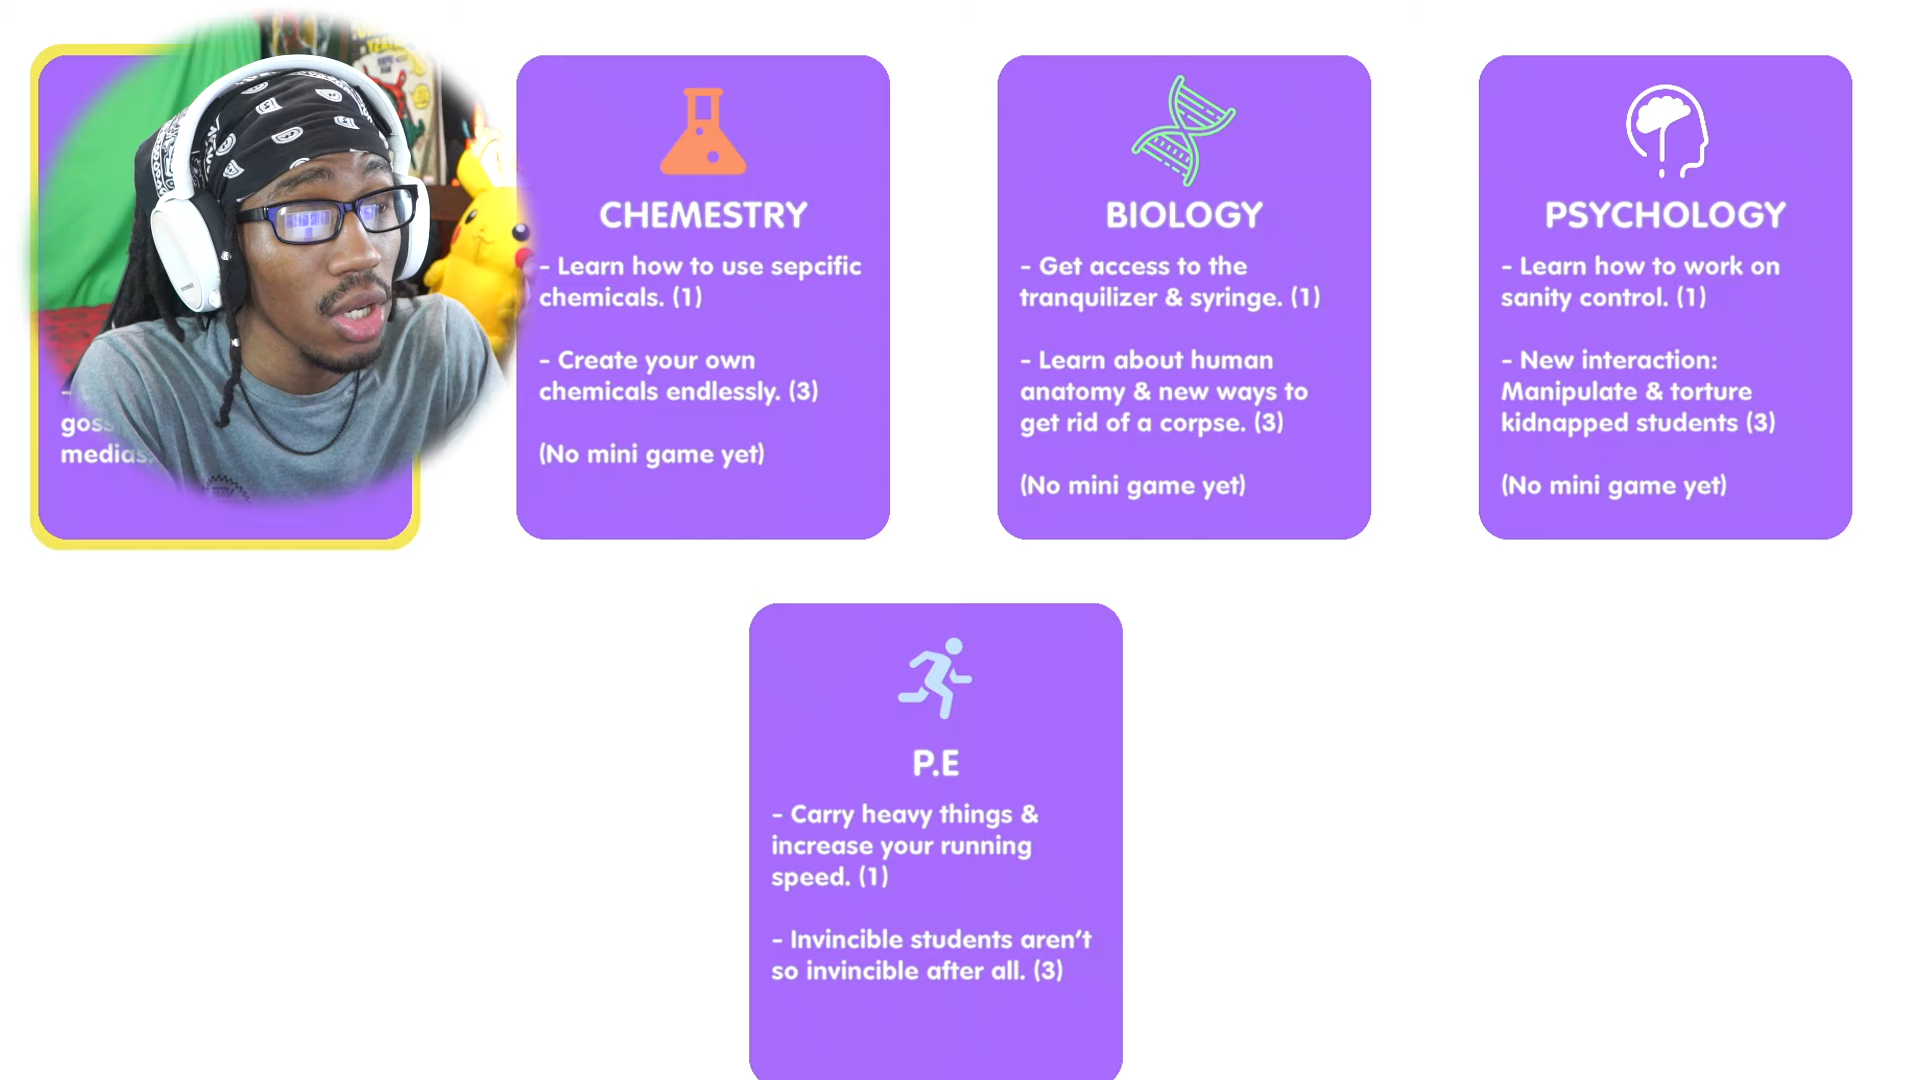 goss
medias.
CHEMESTRY
- Learn how to use sepcific
chemicals. (1)
- Create your own
chemicals endlessly. (3)
(No mini game yet)
BIOLOGY
- Get access to the
tranquilizer & syringe. (1)
- Learn about human
anatomy & new ways to
get rid of a corpse. (3)
(No mini game yet)
PSYCHOLOGY
- Learn how to work on
sanity control. (1)
- New interaction:
Manipulate & torture
kidnapped students (3)
(No mini game yet)
P.E
- Carry heavy things &
increase your running
speed. (1)
- Invincible students aren't
so invincible after all. (3)